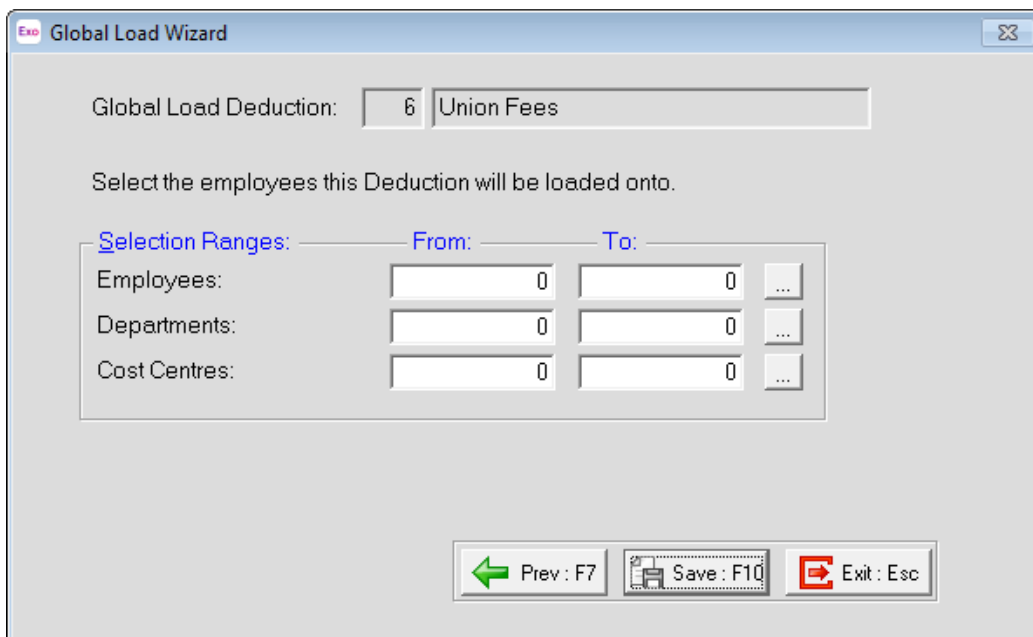 Exo Global Load Wizard
Global Load Deduction: 6 Union Fees
Select the employees this Deduction will be loaded onto.
Selection Ranges: From: To:
Employees: 0 0 ...
Departments: 0 0 ...
Cost Centres: 0 0 ...
Prev : F7 Save : F10 Exit : Esc